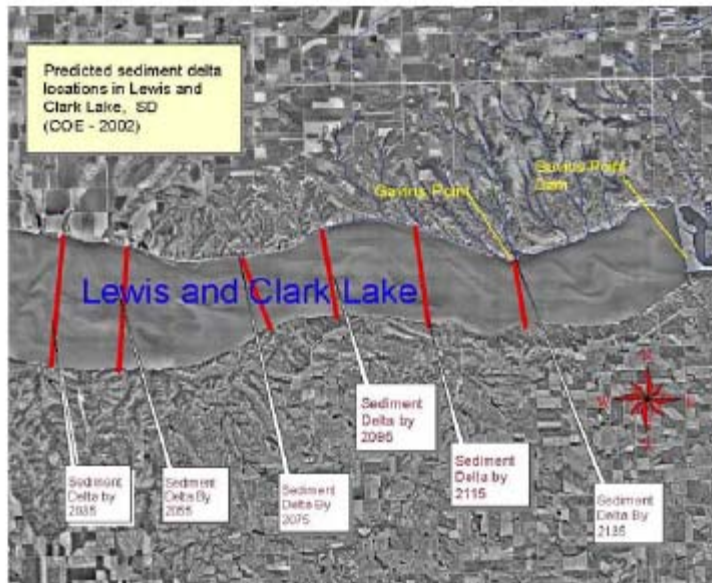 Predicted sediment delta
locations in Lewis and
Clark Lake, SD
(COE - 2002)
Gavins Point
Gavins Point
Dam
Lewis and Clark Lake
Sediment
Delta by
2095
Sediment
Delta by
2115
Sediment
Delta by
2035
Sediment
Delta By
2055
Sediment
Delta By
2075
Sediment
Delta By
2135
N
W
E
S